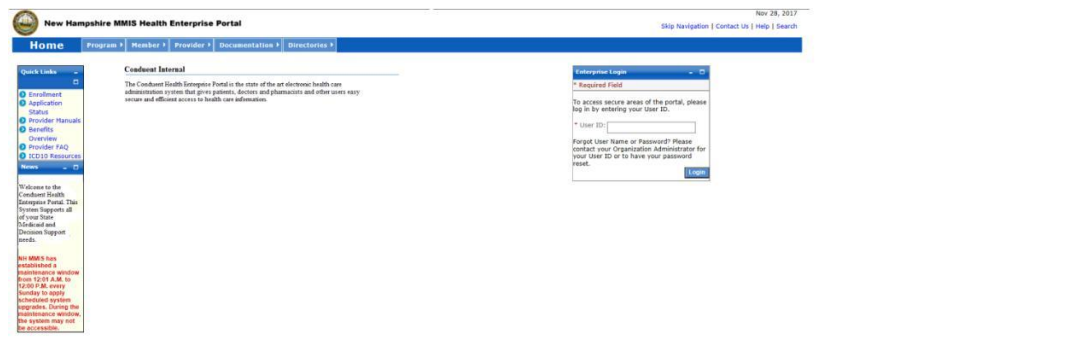 Nov 28, 2017
New Hampshire MMIS Health Enterprise Portal
Skip Navigation | Contact Us | Help | Search
Home Program Member Provider Documentation Directories
Quick Links
Enrollment
Application
Status
Provider Manuals
Benefits
Overview
Provider FAQ
ICD10 Resources
News
Welcome to the
Conduent Health
Enterprise Portal. This
System Supports all
of your State
Medicaid and
Decision Support
needs.
NH MMIS has
established a
maintenance window
from 12:01 A.M. to
12:00 P.M. every
Sunday to apply
scheduled system
upgrades. During the
maintenance window,
the system may not
be accessible.
Conduent Internal
The Conduent Health Enterprise Portal is the state of the art electronic health care
administration system that gives patients, doctors and pharmacists and other users easy
secure and efficient access to health care information.
Enterprise Login
* Required Field
To access secure areas of the portal, please
log in by entering your User ID.
* User ID:
Forgot User Name or Password? Please
contact your Organization Administrator for
your User ID or to have your password
reset.
Login